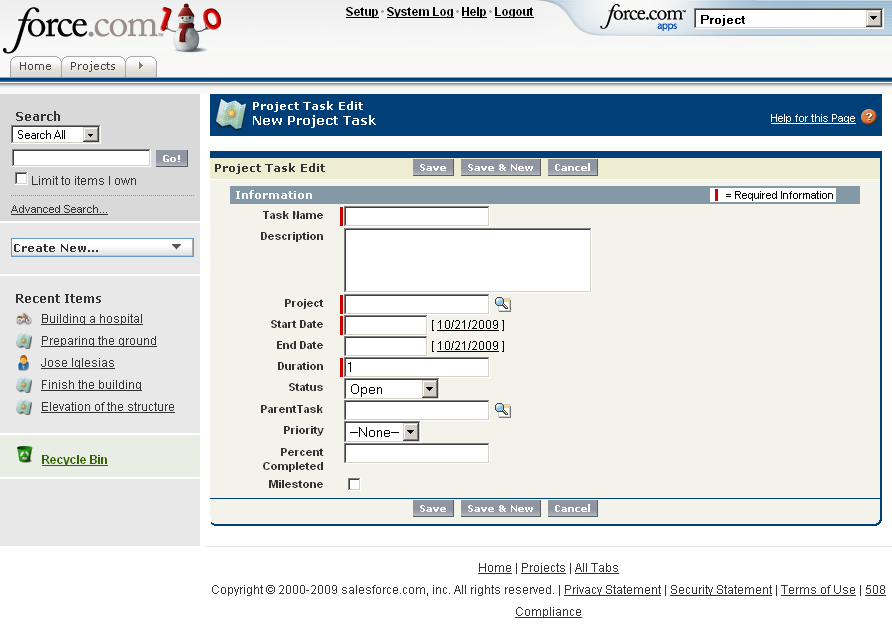 force.com 10
Setup · System Log · Help · Logout
force.com apps
Project
Home
Projects
Search
Search All
Go!
Limit to items I own
Advanced Search...
Create New...
Recent Items
Building a hospital
Preparing the ground
Jose Iglesias
Finish the building
Elevation of the structure
Recycle Bin
Project Task Edit
New Project Task
Help for this Page ?
Project Task Edit Save Save & New Cancel
Information = Required Information
Task Name
Description
Project
Start Date [ 10/21/2009 ]
End Date [ 10/21/2009 ]
Duration 1
Status Open
ParentTask
Priority --None--
Percent
Completed
Milestone
Save Save & New Cancel
Home | Projects | All Tabs
Copyright © 2000-2009 salesforce.com, inc. All rights reserved. | Privacy Statement | Security Statement | Terms of Use | 508
Compliance